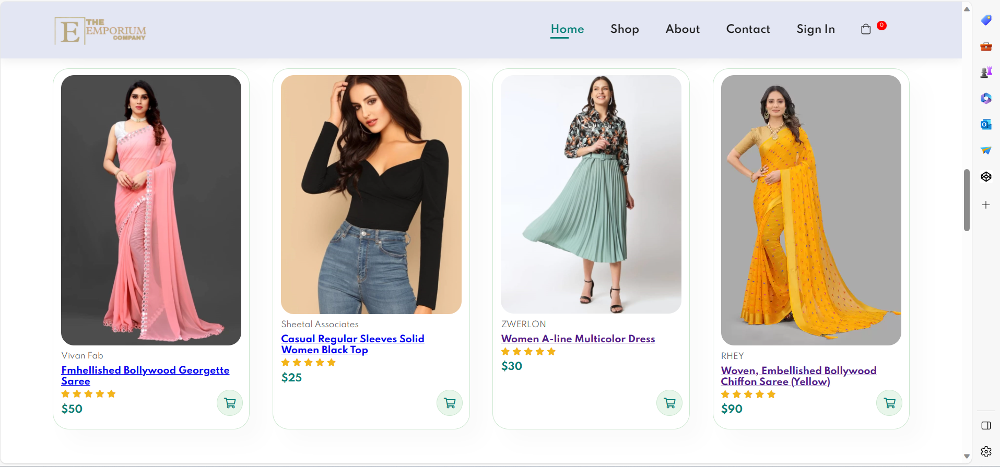 E THE
EMPORIUM
COMPANY
Home Shop About Contact Sign In 0
Vivan Fab
Fmhellished Bollywood Georgette
Saree
$50
Sheetal Associates
Casual Regular Sleeves Solid
Women Black Top
$25
ZWERLON
Women A-line Multicolor Dress
$30
RHEY
Woven, Embellished Bollywood
Chiffon Saree (Yellow)
$90